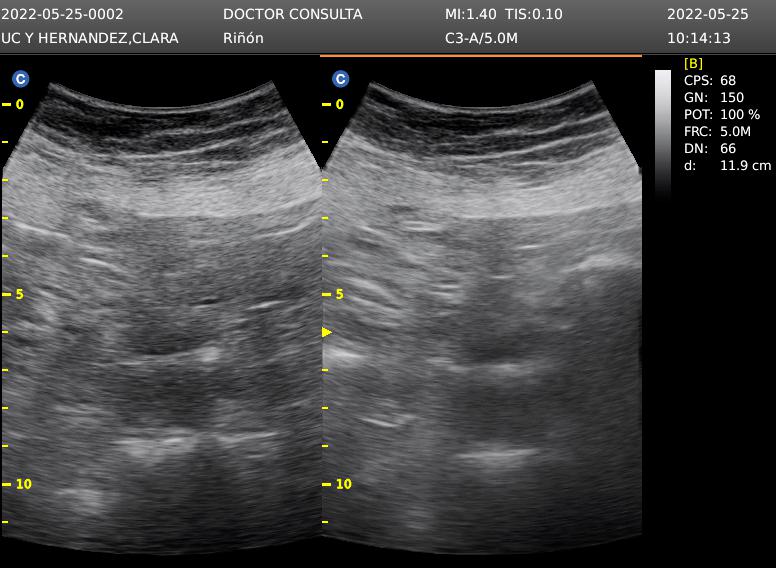 2022-05-25-0002 DOCTOR CONSULTA MI:1.40 TIS:0.10 2022-05-25
UC Y HERNANDEZ,CLARA Riñón C3-A/5.0M 10:14:13
C C
[B]
CPS: 68
GN: 150
POT: 100 %
FRC: 5.0M
DN: 66
d: 11.9 cm
0 0
5 5
10 10